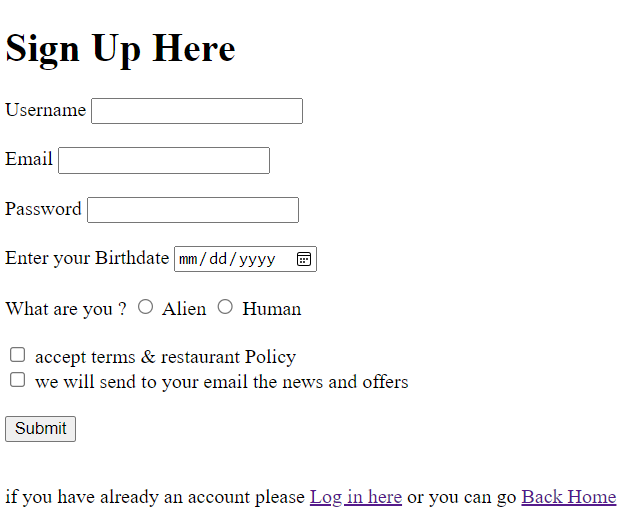 Sign Up Here
Username
Email
Password
Enter your Birthdate mm/dd/yyyy
What are you ? Alien Human
accept terms & restaurant Policy
we will send to your email the news and offers
Submit
if you have already an account please Log in here or you can go Back Home